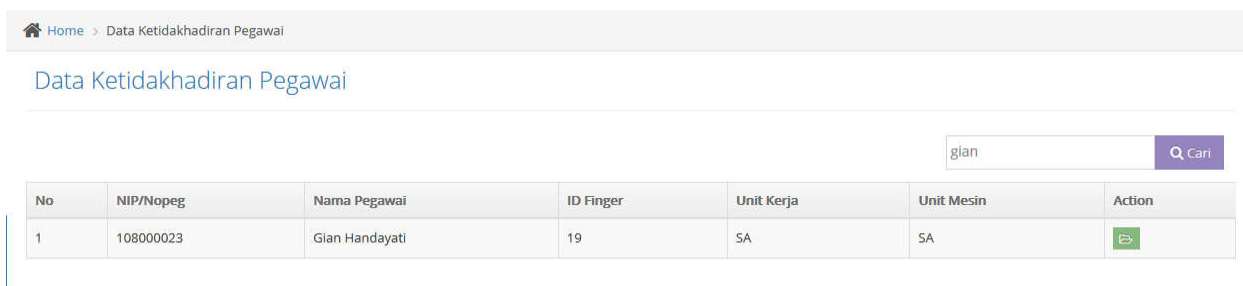 Home > Data Ketidakhadiran Pegawai
Data Ketidakhadiran Pegawai
gian Cari
No NIP/Nopeg Nama Pegawai ID Finger Unit Kerja Unit Mesin Action
1 108000023 Gian Handayati 19 SA SA